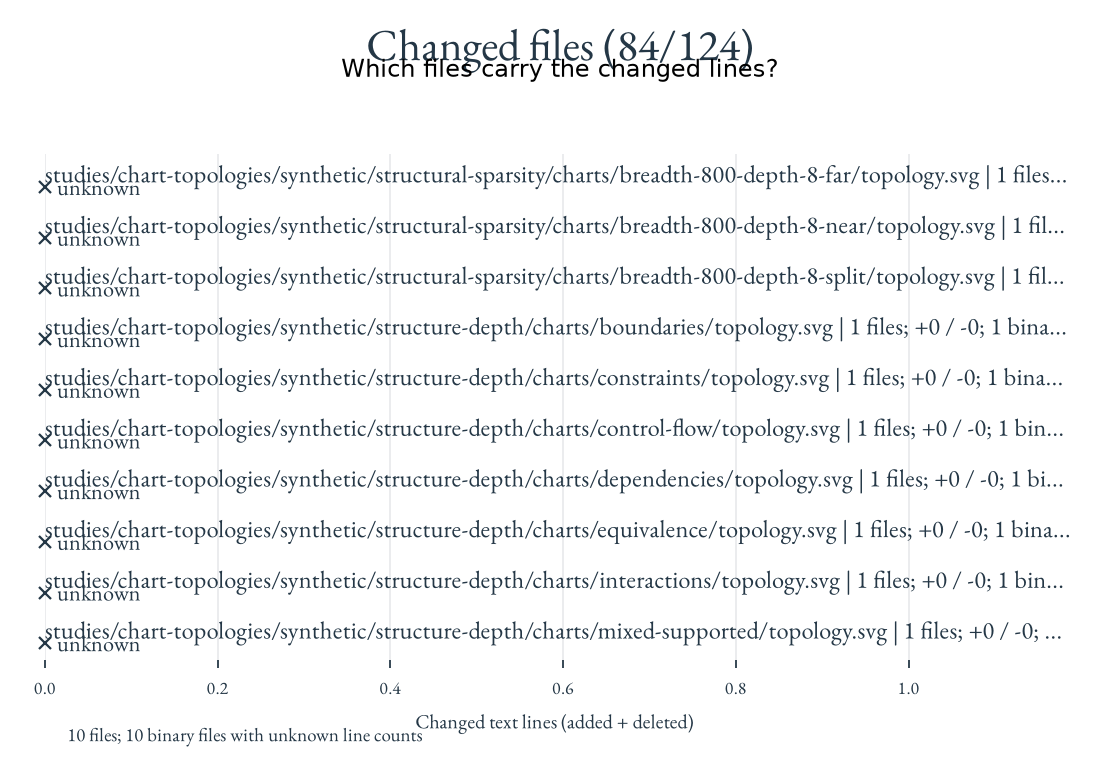 Changed files (84/124)
Which files carry the changed lines?
studies/chart-topologies/synthetic/structural-sparsity/charts/breadth-800-depth-8-far/topology.svg | 1 files...
unknown
studies/chart-topologies/synthetic/structural-sparsity/charts/breadth-800-depth-8-near/topology.svg | 1 fil...
unknown
studies/chart-topologies/synthetic/structural-sparsity/charts/breadth-800-depth-8-split/topology.svg | 1 fil...
unknown
studies/chart-topologies/synthetic/structure-depth/charts/boundaries/topology.svg | 1 files; +0 / -0; 1 bina...
unknown
studies/chart-topologies/synthetic/structure-depth/charts/constraints/topology.svg | 1 files; +0 / -0; 1 bina...
unknown
studies/chart-topologies/synthetic/structure-depth/charts/control-flow/topology.svg | 1 files; +0 / -0; 1 bin...
unknown
studies/chart-topologies/synthetic/structure-depth/charts/dependencies/topology.svg | 1 files; +0 / -0; 1 bi...
unknown
studies/chart-topologies/synthetic/structure-depth/charts/equivalence/topology.svg | 1 files; +0 / -0; 1 bina...
unknown
studies/chart-topologies/synthetic/structure-depth/charts/interactions/topology.svg | 1 files; +0 / -0; 1 bin...
unknown
studies/chart-topologies/synthetic/structure-depth/charts/mixed-supported/topology.svg | 1 files; +0 / -0; ...
unknown
0.0 0.2 0.4 0.6 0.8 1.0
Changed text lines (added + deleted)
10 files; 10 binary files with unknown line counts